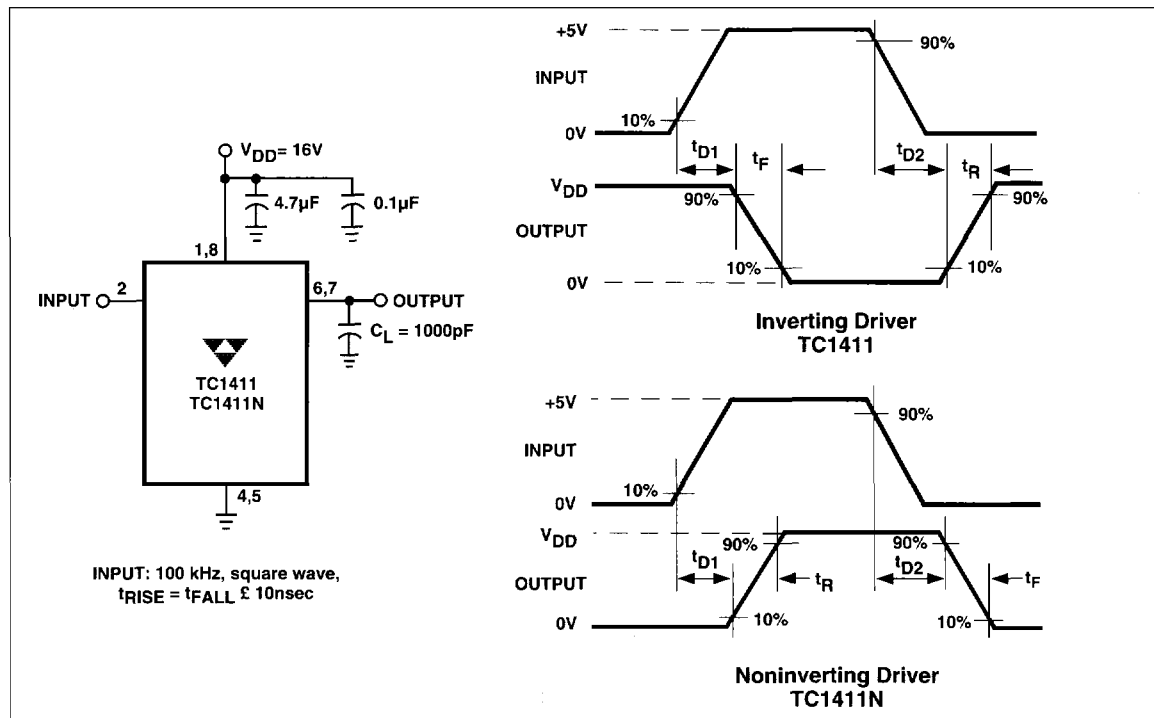 VDD = 16V
4.7µF
0.1µF
1,8
INPUT
2
6,7
OUTPUT
CL = 1000pF
TC1411
TC1411N
4,5
INPUT: 100 kHz, square wave,
tRISE = tFALL £ 10nsec
+5V
INPUT
90%
10%
0V
tD1
tF
tD2
tR
VDD
90%
90%
OUTPUT
10%
10%
0V
Inverting Driver
TC1411
+5V
90%
INPUT
10%
0V
VDD
90%
90%
tD1
tR
tD2
tF
OUTPUT
10%
10%
0V
Noninverting Driver
TC1411N